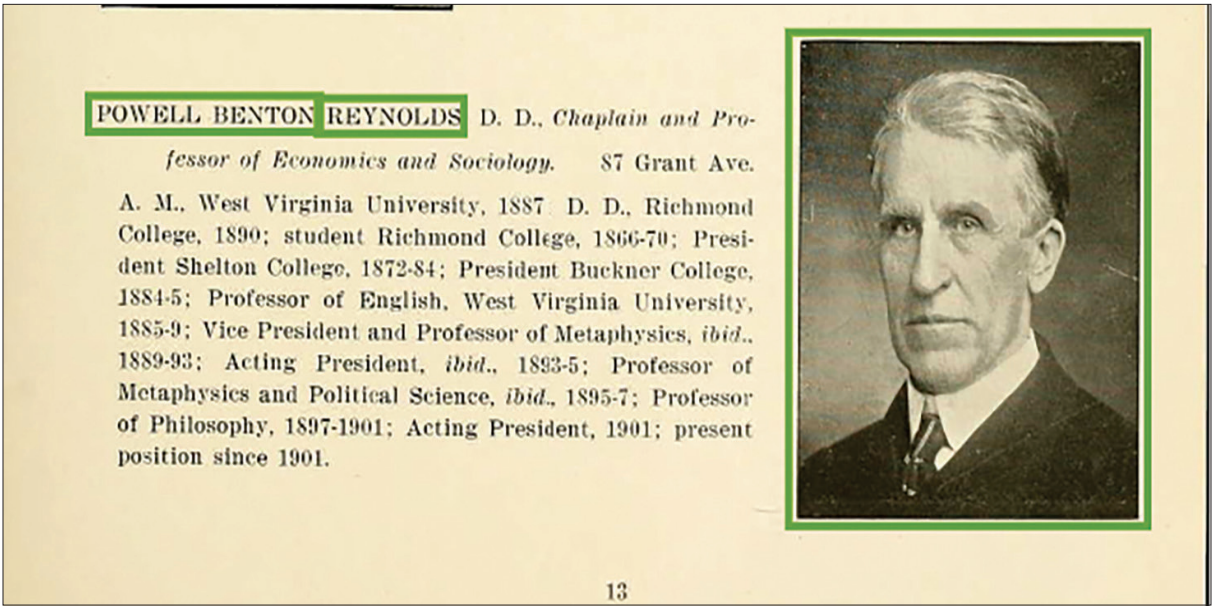 POWELL BENTON REYNOLDS D. D., Chaplain and Pro-
fessor of Economics and Sociology. 87 Grant Ave.
A. M., West Virginia University, 1887 D. D., Richmond
College, 1890; student Richmond College, 1866-70; Presi-
dent Shelton College, 1872-84; President Buckner College,
1884-5; Professor of English, West Virginia University,
1885-9; Vice President and Professor of Metaphysics, ibid.,
1889-93; Acting President, ibid., 1893-5; Professor of
Metaphysics and Political Science, ibid., 1895-7; Professor
of Philosophy, 1897-1901; Acting President, 1901; present
position since 1901.
13